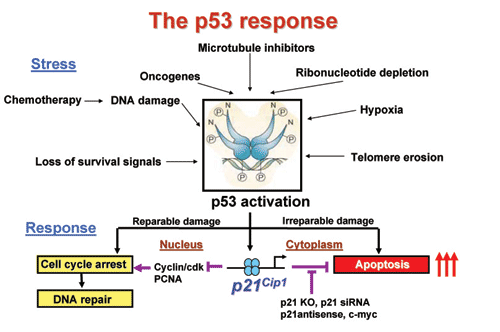 The p53 response
Microtubule inhibitors
Stress
Oncogenes
Ribonucleotide depletion
Chemotherapy
DNA damage
Hypoxia
N
N
N
N
P
P
P
P
P
P
Loss of survival signals
Telomere erosion
p53 activation
Response
Reparable damage
Irreparable damage
Nucleus
Cytoplasm
Cell cycle arrest
Cyclin/cdk
PCNA
p21Cip1
Apoptosis
DNA repair
p21 KO, p21 siRNA
p21antisense, c-myc